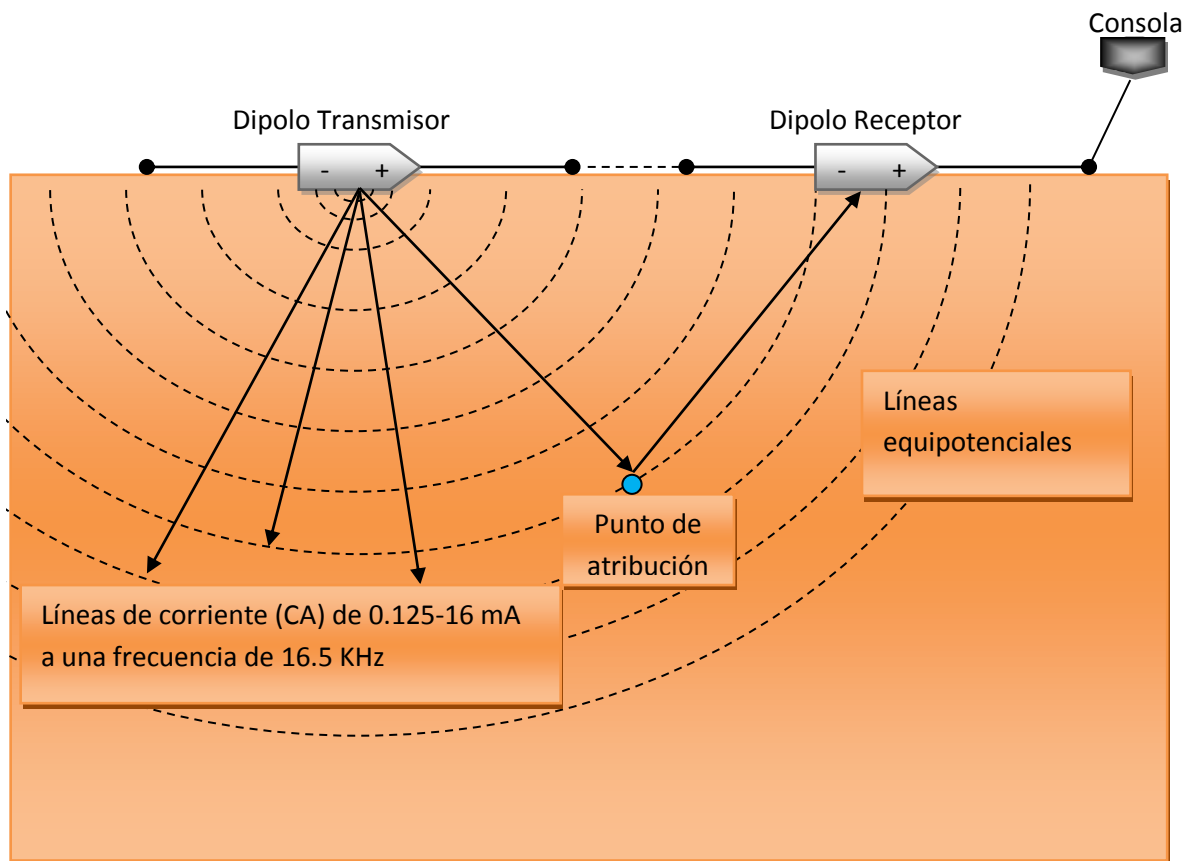 Consola
Dipolo Transmisor
Dipolo Receptor
- +
- +
Líneas
equipotenciales
Punto de
atribución
Líneas de corriente (CA) de 0.125-16 mA
a una frecuencia de 16.5 KHz